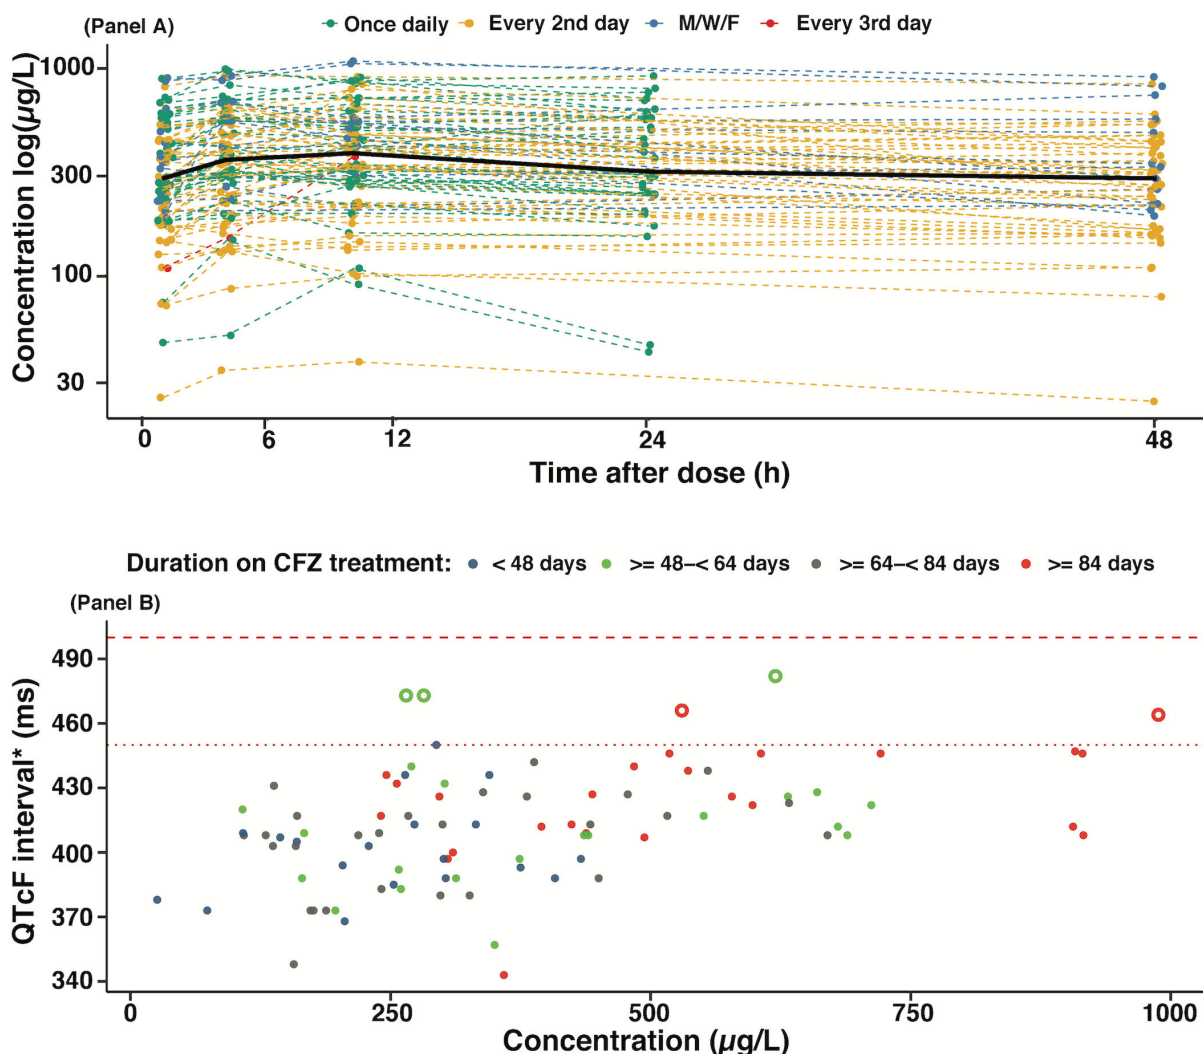 (Panel A)
Once daily Every 2nd day M/W/F Every 3rd day
Concentration log(µg/L)
1000
300
100
30
0 6 12 24 48
Time after dose (h)
Duration on CFZ treatment: < 48 days >= 48–< 64 days >= 64–< 84 days >= 84 days
(Panel B)
QTcF interval* (ms)
490
460
430
400
370
340
0 250 500 750 1000
Concentration (µg/L)